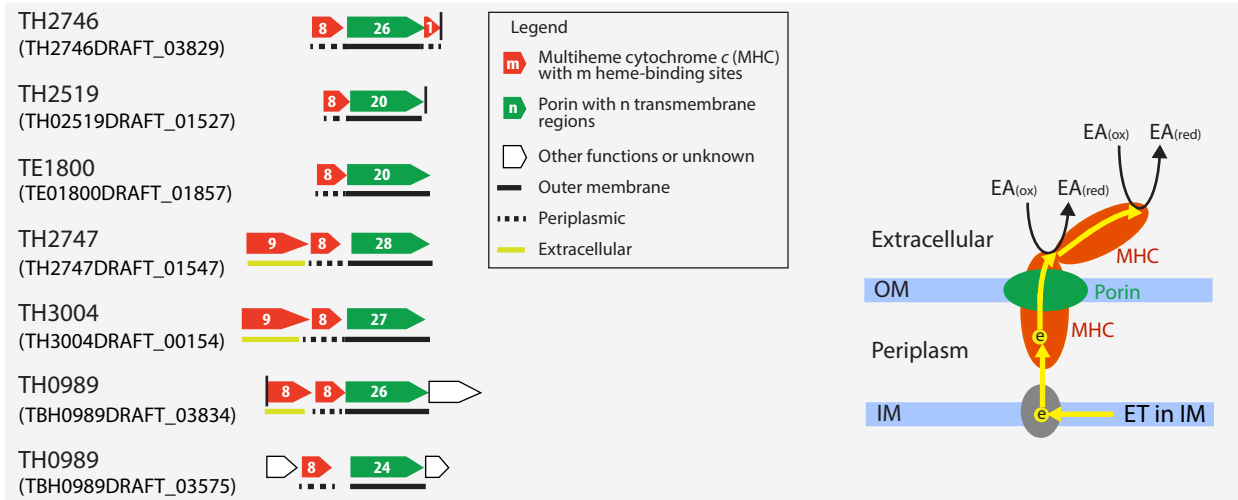 TH2746
(TH2746DRAFT_03829)
8 26 1
TH2519
(TH02519DRAFT_01527)
8 20
TE1800
(TE01800DRAFT_01857)
8 20
TH2747
(TH2747DRAFT_01547)
9 8 28
TH3004
(TH3004DRAFT_00154)
9 8 27
TH0989
(TBH0989DRAFT_03834)
8 8 26
TH0989
(TBH0989DRAFT_03575)
8 24
Legend
m Multiheme cytochrome c (MHC)
with m heme-binding sites
n Porin with n transmembrane
regions
Other functions or unknown
Outer membrane
Periplasmic
Extracellular
EA(ox) EA(red)
EA(ox) EA(red)
Extracellular
MHC
OM
Porin
MHC
e
Periplasm
IM
e
ET in IM